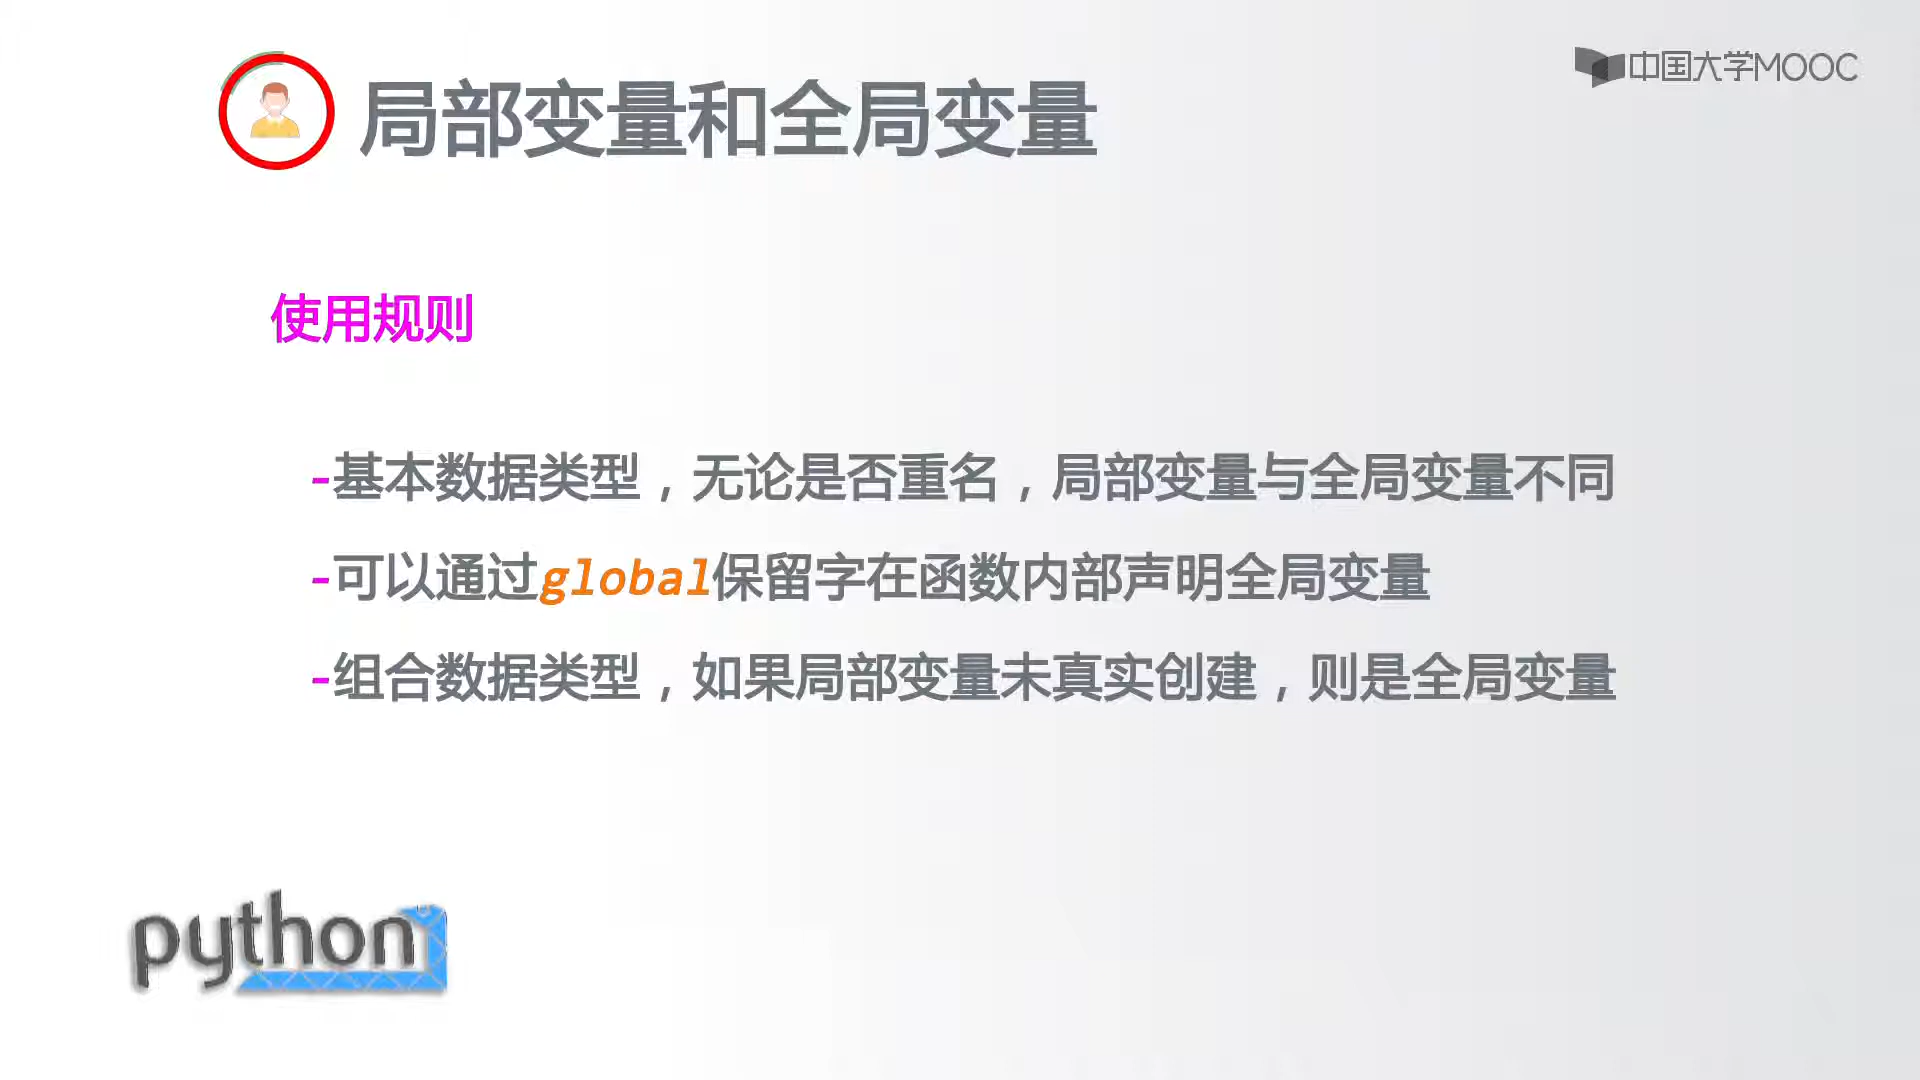 局部变量和全局变量
中国大学MOOC
使用规则
-基本数据类型，无论是否重名，局部变量与全局变量不同
-可以通过global保留字在函数内部声明全局变量
-组合数据类型，如果局部变量未真实创建，则是全局变量
python